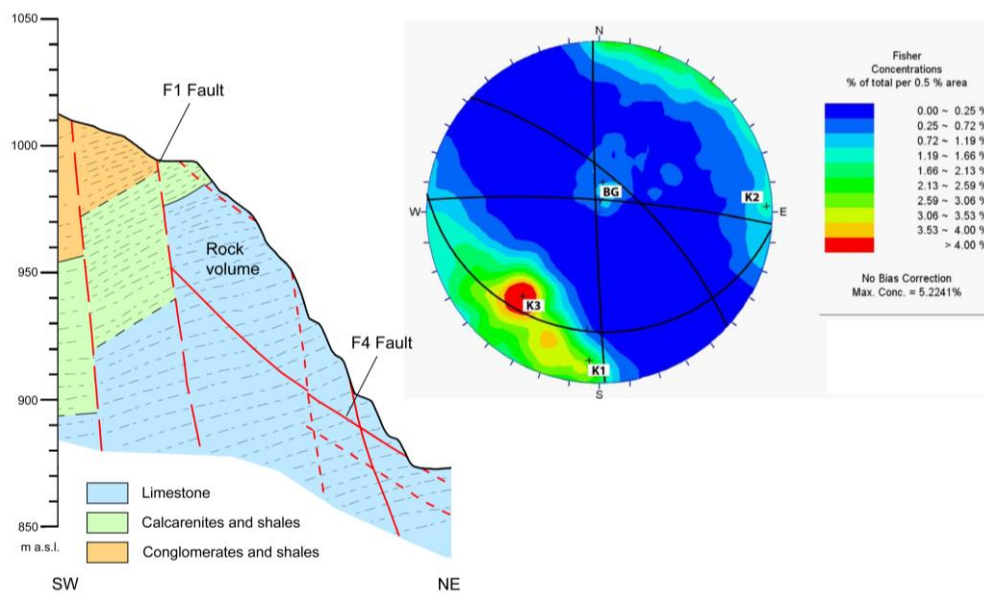 1050
F1 Fault
1000
Rock
volume
950
F4 Fault
900
850
m a.s.l.
Limestone
Calcarenites and shales
Conglomerates and shales
SW
NE
N
BG
K2
W
E
K3
K1
S
Fisher
Concentrations
% of total per 0.5 % area
0.00 ~ 0.25 %
0.25 ~ 0.72 %
0.72 ~ 1.19 %
1.19 ~ 1.66 %
1.66 ~ 2.13 %
2.13 ~ 2.59 %
2.59 ~ 3.06 %
3.06 ~ 3.53 %
3.53 ~ 4.00 %
> 4.00 %
No Bias Correction
Max. Conc. = 5.2241%